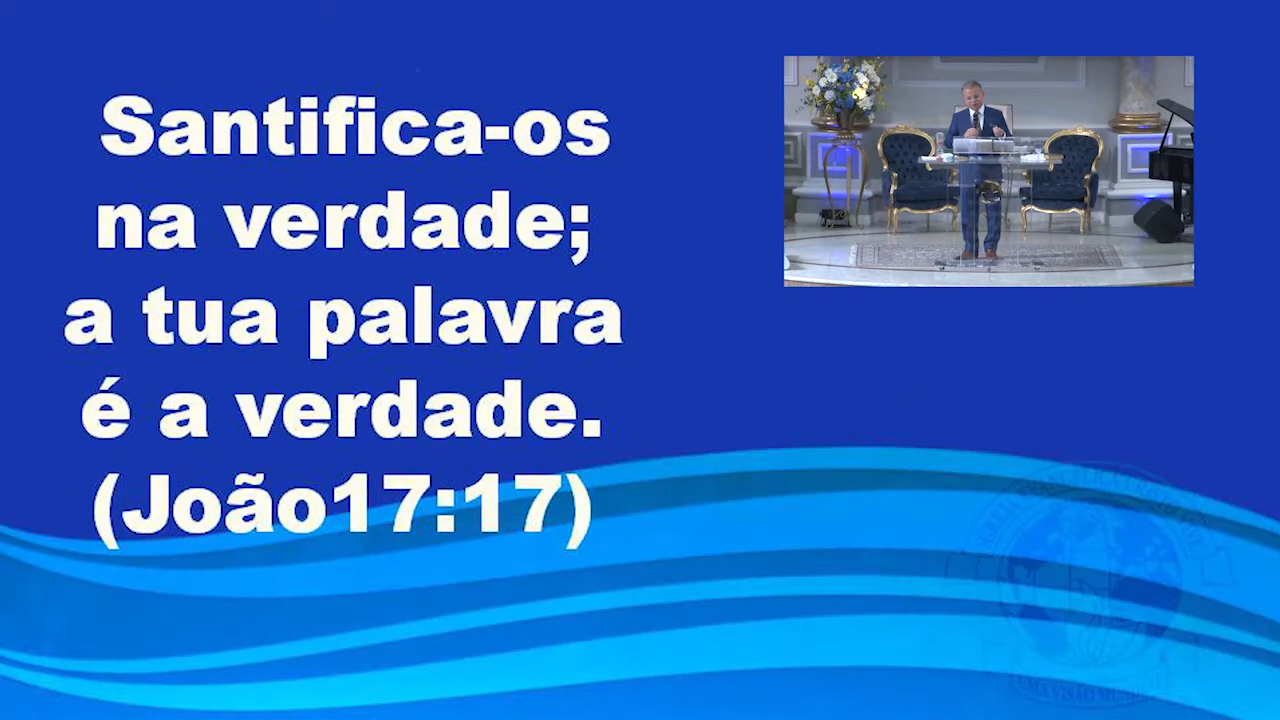 Santifica-os
na verdade;
a tua palavra
é a verdade.
(João17:17)